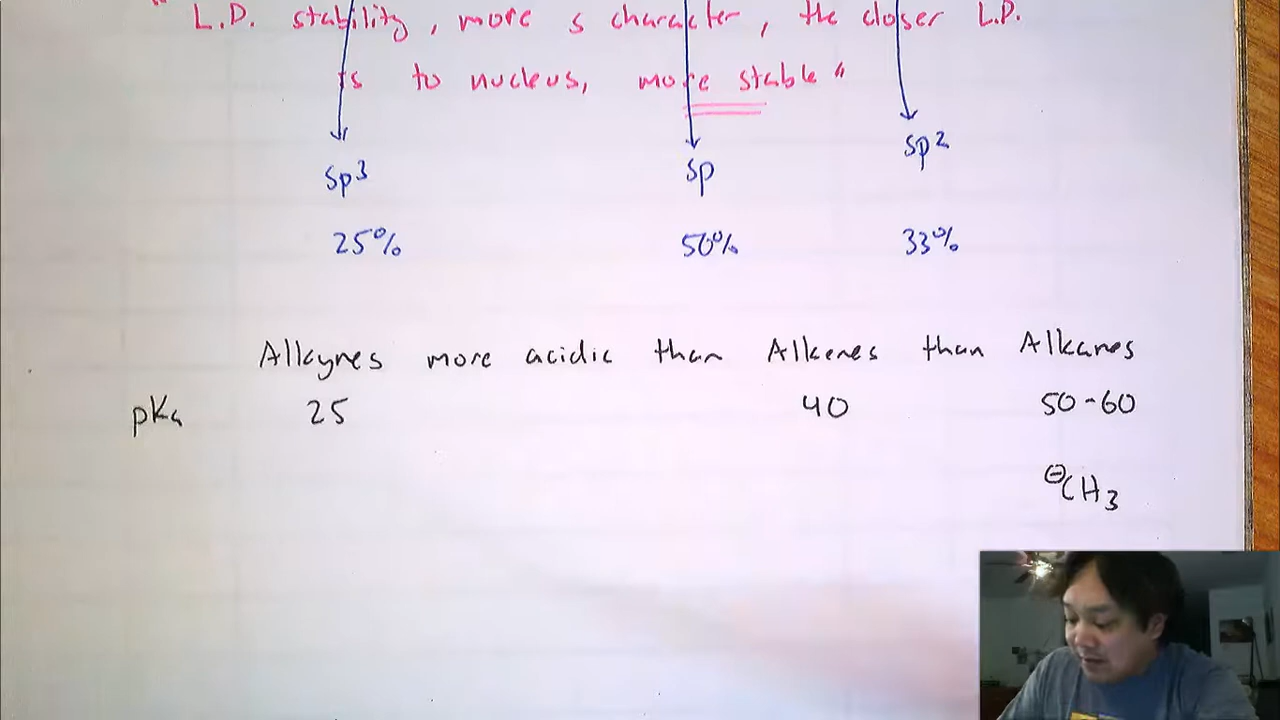 " L.P. stability, more s character, the closer L.P.
is to nucleus, more stable "
sp³ sp sp²
25% 50% 33%
Alkynes more acidic than Alkenes than Alkanes
pKa 25 40 50-60
⊖CH₃